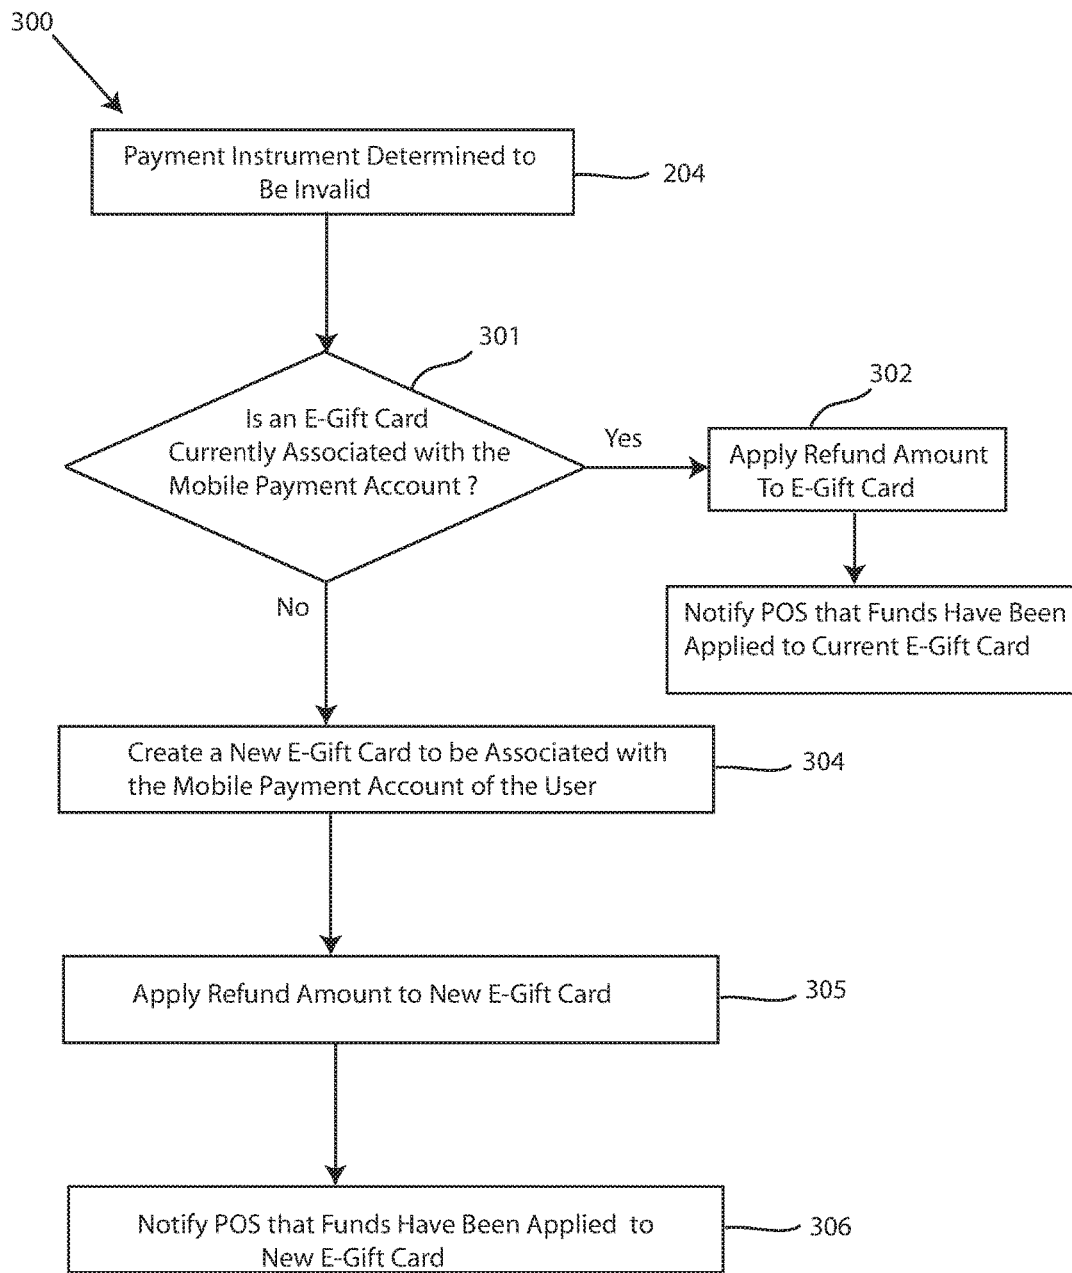 300
Payment Instrument Determined to
Be Invalid
204
301
Is an E-Gift Card
Currently Associated with the
Mobile Payment Account ?
Yes
302
Apply Refund Amount
To E-Gift Card
Notify POS that Funds Have Been
Applied to Current E-Gift Card
No
Create a New E-Gift Card to be Associated with
the Mobile Payment Account of the User
304
Apply Refund Amount to New E-Gift Card
305
Notify POS that Funds Have Been Applied to
New E-Gift Card
306